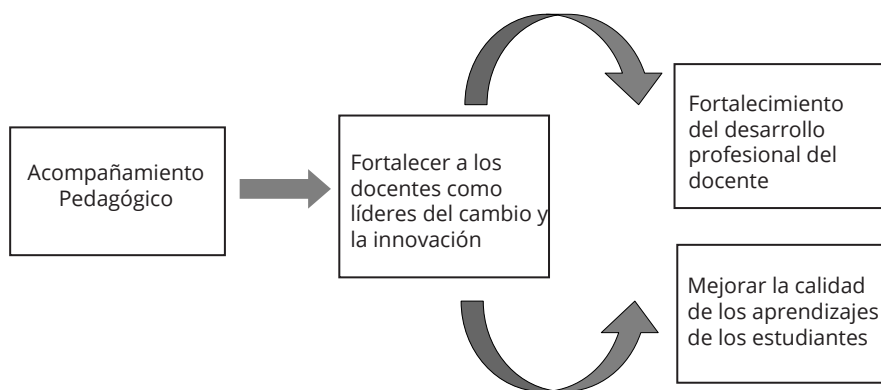 Acompañamiento
Pedagógico
Fortalecer a los
docentes como
líderes del cambio y
la innovación
Fortalecimiento
del desarrollo
profesional del
docente
Mejorar la calidad
de los aprendizajes
de los estudiantes